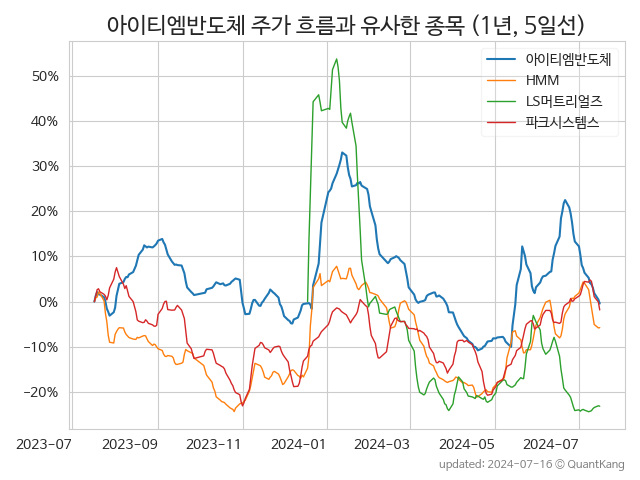 아이티엠반도체 주가 흐름과 유사한 종목 (1년, 5일선)
아이티엠반도체
HMM
LS머트리얼즈
파크시스템스
50%
40%
30%
20%
10%
0%
−10%
−20%
2023-07 2023-09 2023-11 2024-01 2024-03 2024-05 2024-07
updated: 2024-07-16 © QuantKang